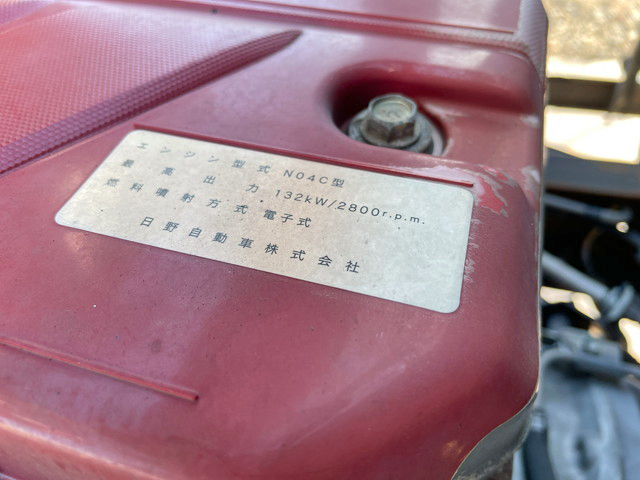 エンジン型式 N04C型
最高出力 132kW/2800r.p.m.
燃料噴射方式 電子式
日野自動車株式会社